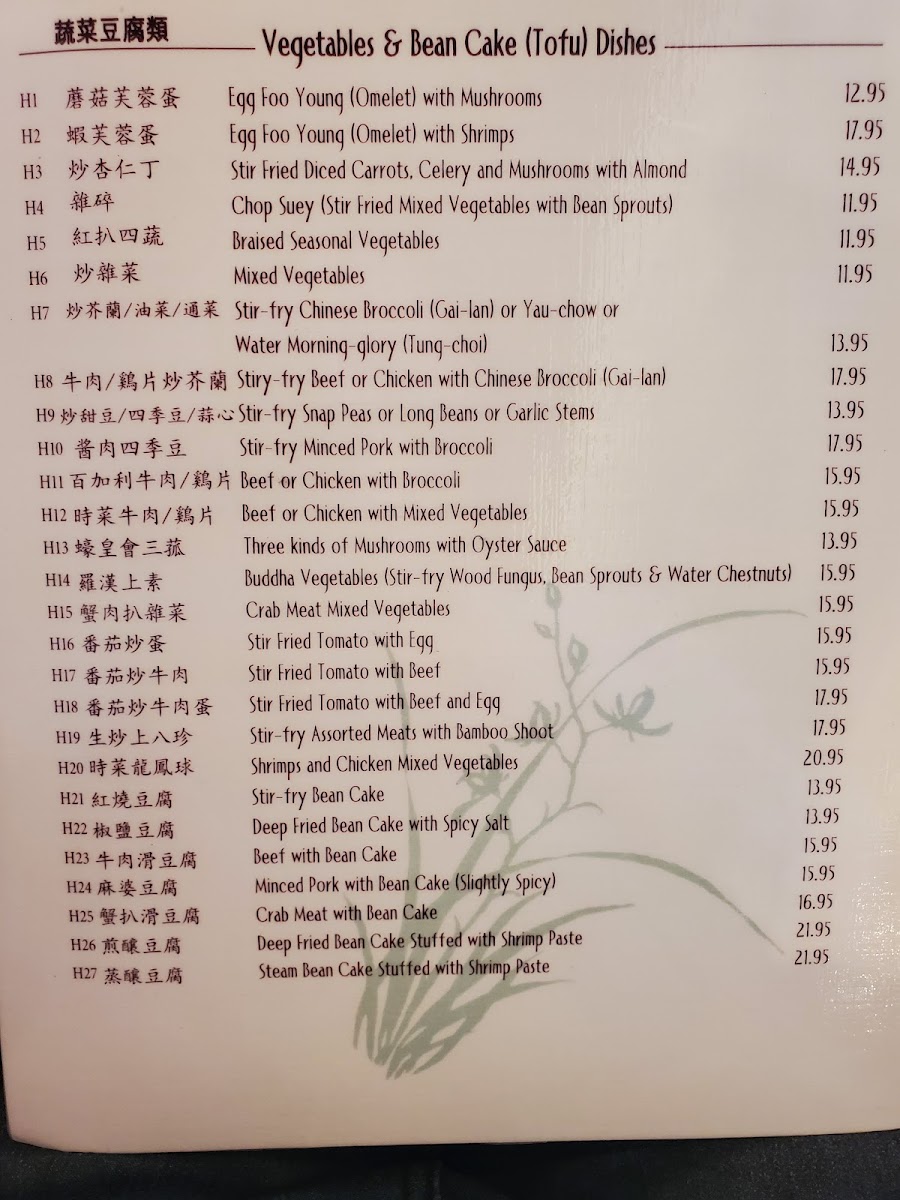 蔬菜豆腐類
Vegetables & Bean Cake (Tofu) Dishes
H1 蘑菇芙蓉蛋 Egg Foo Young (Omelet) with Mushrooms 12.95
H2 蝦芙蓉蛋 Egg Foo Young (Omelet) with Shrimps 17.95
H3 炒杏仁丁 Stir Fried Diced Carrots, Celery and Mushrooms with Almond 14.95
H4 雜碎 Chop Suey (Stir Fried Mixed Vegetables with Bean Sprouts) 11.95
H5 紅扒四蔬 Braised Seasonal Vegetables 11.95
H6 炒雜菜 Mixed Vegetables 11.95
H7 炒芥蘭/油菜/通菜 Stir-fry Chinese Broccoli (Gai-lan) or Yau-chow or
Water Morning-glory (Tung-choi) 13.95
H8 牛肉/鷄片炒芥蘭 Stiry-fry Beef or Chicken with Chinese Broccoli (Gai-lan) 17.95
H9 炒甜豆/四季豆/蒜心 Stir-fry Snap Peas or Long Beans or Garlic Stems 13.95
H10 醬肉四季豆 Stir-fry Minced Pork with Broccoli 17.95
H11 百加利牛肉/鷄片 Beef or Chicken with Broccoli 15.95
H12 時菜牛肉/鷄片 Beef or Chicken with Mixed Vegetables 15.95
H13 蠔皇會三菰 Three kinds of Mushrooms with Oyster Sauce 13.95
H14 羅漢上素 Buddha Vegetables (Stir-fry Wood Fungus, Bean Sprouts & Water Chestnuts) 15.95
H15 蟹肉扒雜菜 Crab Meat Mixed Vegetables 15.95
H16 番茄炒蛋 Stir Fried Tomato with Egg 15.95
H17 番茄炒牛肉 Stir Fried Tomato with Beef 15.95
H18 番茄炒牛肉蛋 Stir Fried Tomato with Beef and Egg 17.95
H19 生炒上八珍 Stir-fry Assorted Meats with Bamboo Shoot 17.95
H20 時菜龍鳳球 Shrimps and Chicken Mixed Vegetables 20.95
H21 紅燒豆腐 Stir-fry Bean Cake 13.95
H22 椒鹽豆腐 Deep Fried Bean Cake with Spicy Salt 13.95
H23 牛肉滑豆腐 Beef with Bean Cake 15.95
H24 麻婆豆腐 Minced Pork with Bean Cake (Slightly Spicy) 15.95
H25 蟹扒滑豆腐 Crab Meat with Bean Cake 16.95
H26 煎釀豆腐 Deep Fried Bean Cake Stuffed with Shrimp Paste 21.95
H27 蒸釀豆腐 Steam Bean Cake Stuffed with Shrimp Paste 21.95